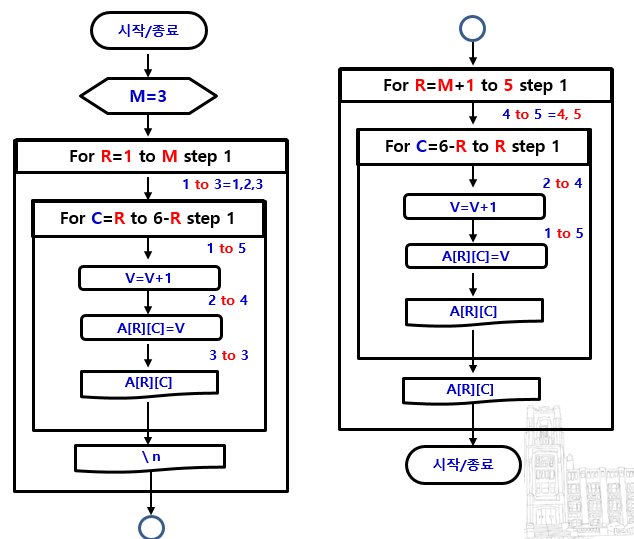 시작/종료
M=3
For R=1 to M step 1
1 to 3=1,2,3
For C=R to 6-R step 1
1 to 5
V=V+1
2 to 4
A[R][C]=V
3 to 3
A[R][C]
\ n
For R=M+1 to 5 step 1
4 to 5 =4, 5
For C=6-R to R step 1
2 to 4
V=V+1
1 to 5
A[R][C]=V
A[R][C]
A[R][C]
시작/종료